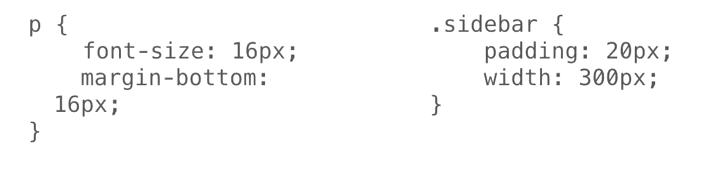 p {
font-size: 16px;
margin-bottom:
16px;
}
.sidebar {
padding: 20px;
width: 300px;
}